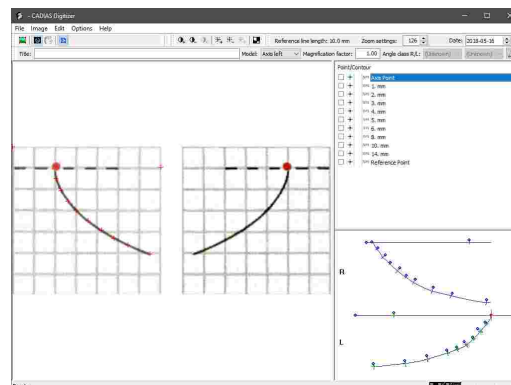 - CADIAS Digitizer
File Image Edit Options Help
Reference line length: 10.0 mm Zoom settings: 126 Date: 2018-05-16
Title: Model: Axis left Magnification factor: 1.00 Angle class R/L: (Unknown) (Unknown)
Point/Contour
Axis Point
1. mm
2. mm
3. mm
4. mm
5. mm
6. mm
8. mm
10. mm
14. mm
Reference Point
R
L